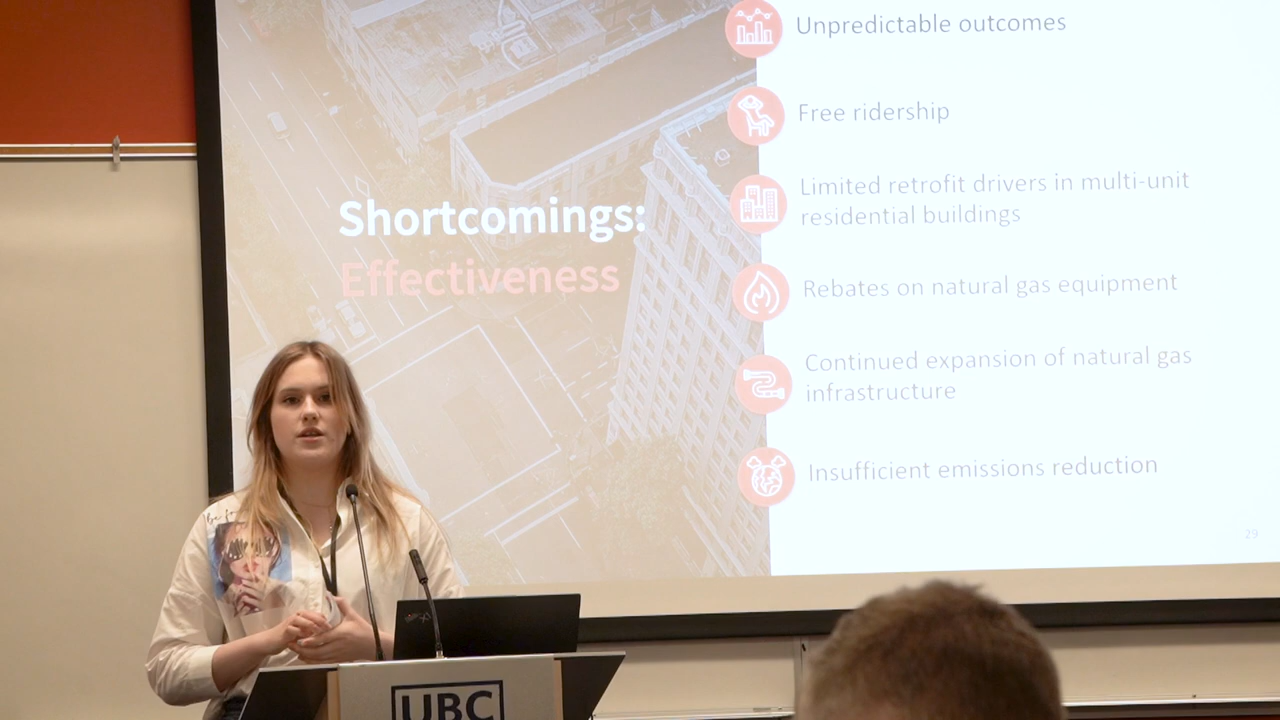 Unpredictable outcomes
Free ridership
Limited retrofit drivers in multi-unit
residential buildings
Shortcomings:
Effectiveness
Rebates on natural gas equipment
Continued expansion of natural gas
infrastructure
Insufficient emissions reduction
29
UBC